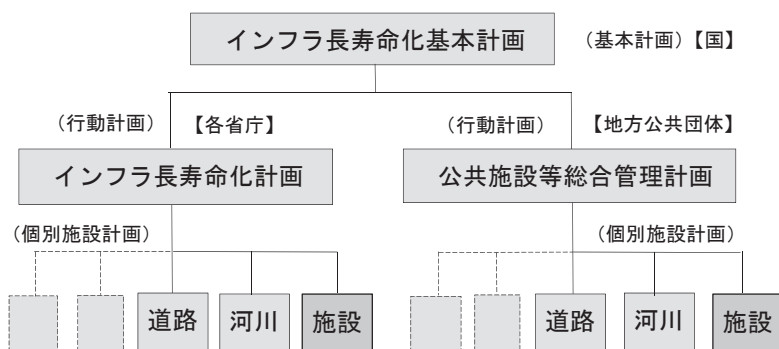 インフラ長寿命化基本計画 （基本計画）【国】
（行動計画） 【各省庁】 （行動計画） 【地方公共団体】
インフラ長寿命化計画 公共施設等総合管理計画
（個別施設計画） （個別施設計画）
道路 河川 施設 道路 河川 施設